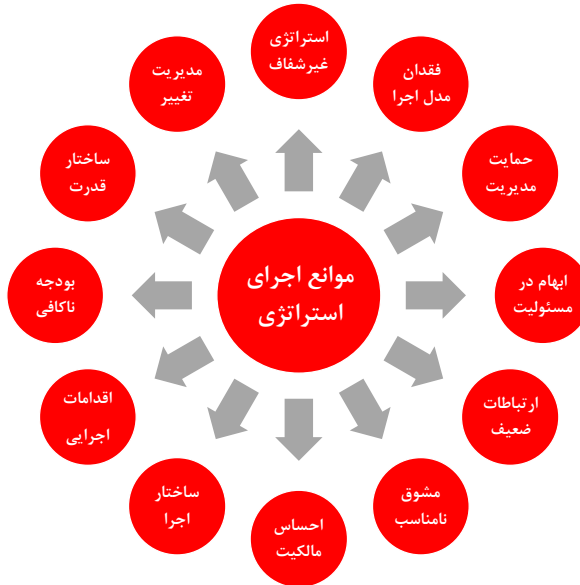 موانع اجرای
استراتژی
استراتژی
غیرشفاف
فقدان
مدل اجرا
حمایت
مدیریت
ابهام در
مسئولیت
ارتباطات
ضعیف
مشوق
نامناسب
احساس
مالکیت
ساختار
اجرا
اقدامات
اجرایی
بودجه
ناکافی
ساختار
قدرت
مدیریت
تغییر